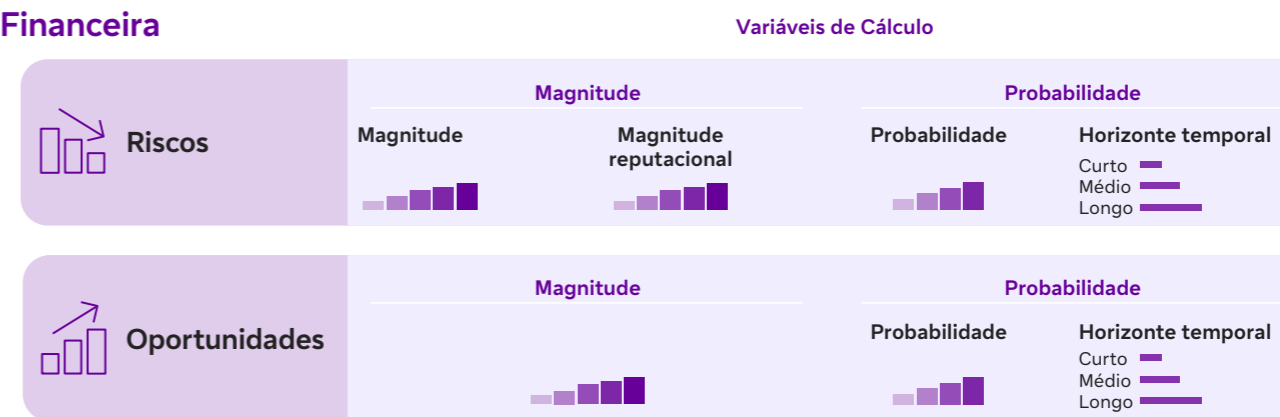 Financeira
Variáveis de Cálculo
Riscos
Magnitude
Probabilidade
Magnitude
Magnitude
reputacional
Probabilidade
Horizonte temporal
Curto
Médio
Longo
Oportunidades
Magnitude
Probabilidade
Probabilidade
Horizonte temporal
Curto
Médio
Longo